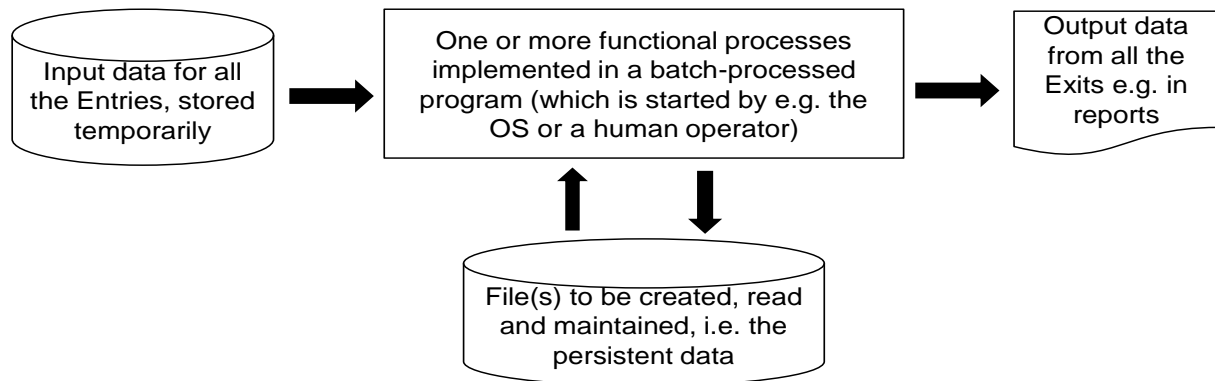 Input data for all
the Entries, stored
temporarily
One or more functional processes
implemented in a batch-processed
program (which is started by e.g. the
OS or a human operator)
Output data
from all the
Exits e.g. in
reports
File(s) to be created, read
and maintained, i.e. the
persistent data